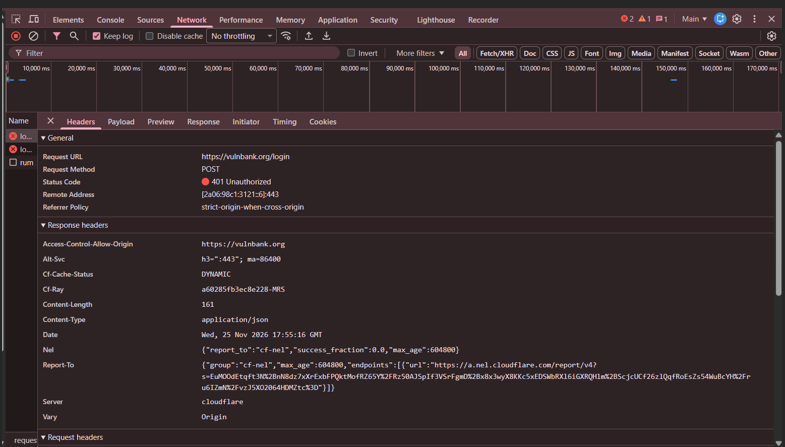 Elements Console Sources Network Performance Memory Application Security Lighthouse Recorder 2 1 1 Main
Keep log Disable cache No throttling
Filter Invert More filters All Fetch/XHR Doc CSS JS Font Img Media Manifest Socket Wasm Other
10,000 ms 20,000 ms 30,000 ms 40,000 ms 50,000 ms 60,000 ms 70,000 ms 80,000 ms 90,000 ms 100,000 ms 110,000 ms 120,000 ms 130,000 ms 140,000 ms 150,000 ms 160,000 ms 170,000 ms
Name Headers Payload Preview Response Initiator Timing Cookies
lo...
lo...
rum
General
Request URL https://vulnbank.org/login
Request Method POST
Status Code 401 Unauthorized
Remote Address [2a06:98c1:3121::6]:443
Referrer Policy strict-origin-when-cross-origin
Response headers
Access-Control-Allow-Origin https://vulnbank.org
Alt-Svc h3=":443"; ma=86400
Cf-Cache-Status DYNAMIC
Cf-Ray a60285fb3ec8e228-MRS
Content-Length 161
Content-Type application/json
Date Wed, 25 Nov 2026 17:55:16 GMT
Nel {"report_to":"cf-nel","success_fraction":0.0,"max_age":604800}
Report-To {"group":"cf-nel","max_age":604800,"endpoints":[{"url":"https://a.nel.cloudflare.com/report/v4?
Server cloudflare
Vary Origin
reques
Request headers